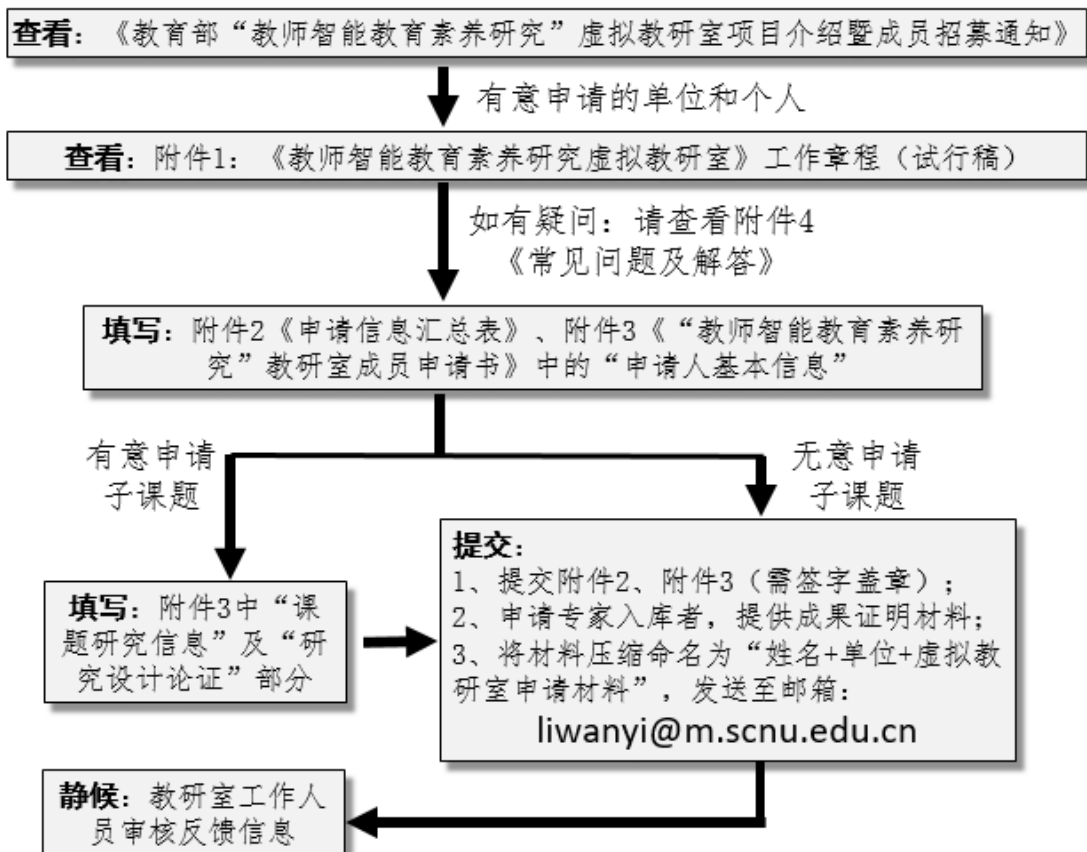 查看：《教育部“教师智能教育素养研究”虚拟教研室项目介绍暨成员招募通知》
有意申请的单位和个人
查看：附件1：《教师智能教育素养研究虚拟教研室》工作章程（试行稿）
如有疑问：请查看附件4
《常见问题及解答》
填写：附件2《申请信息汇总表》、附件3《“教师智能教育素养研
究”教研室成员申请书》中的“申请人基本信息”
有意申请
子课题
无意申请
子课题
填写：附件3中“课
题研究信息”及“研
究设计论证”部分
提交：
1、提交附件2、附件3（需签字盖章）；
2、申请专家入库者，提供成果证明材料；
3、将材料压缩命名为“姓名+单位+虚拟教
研室申请材料”，发送至邮箱：
liwanyi@m.scnu.edu.cn
静候：教研室工作人
员审核反馈信息